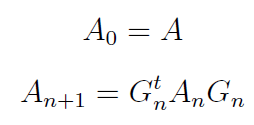 A_0 = A
A_{n+1} = G_n^t A_n G_n